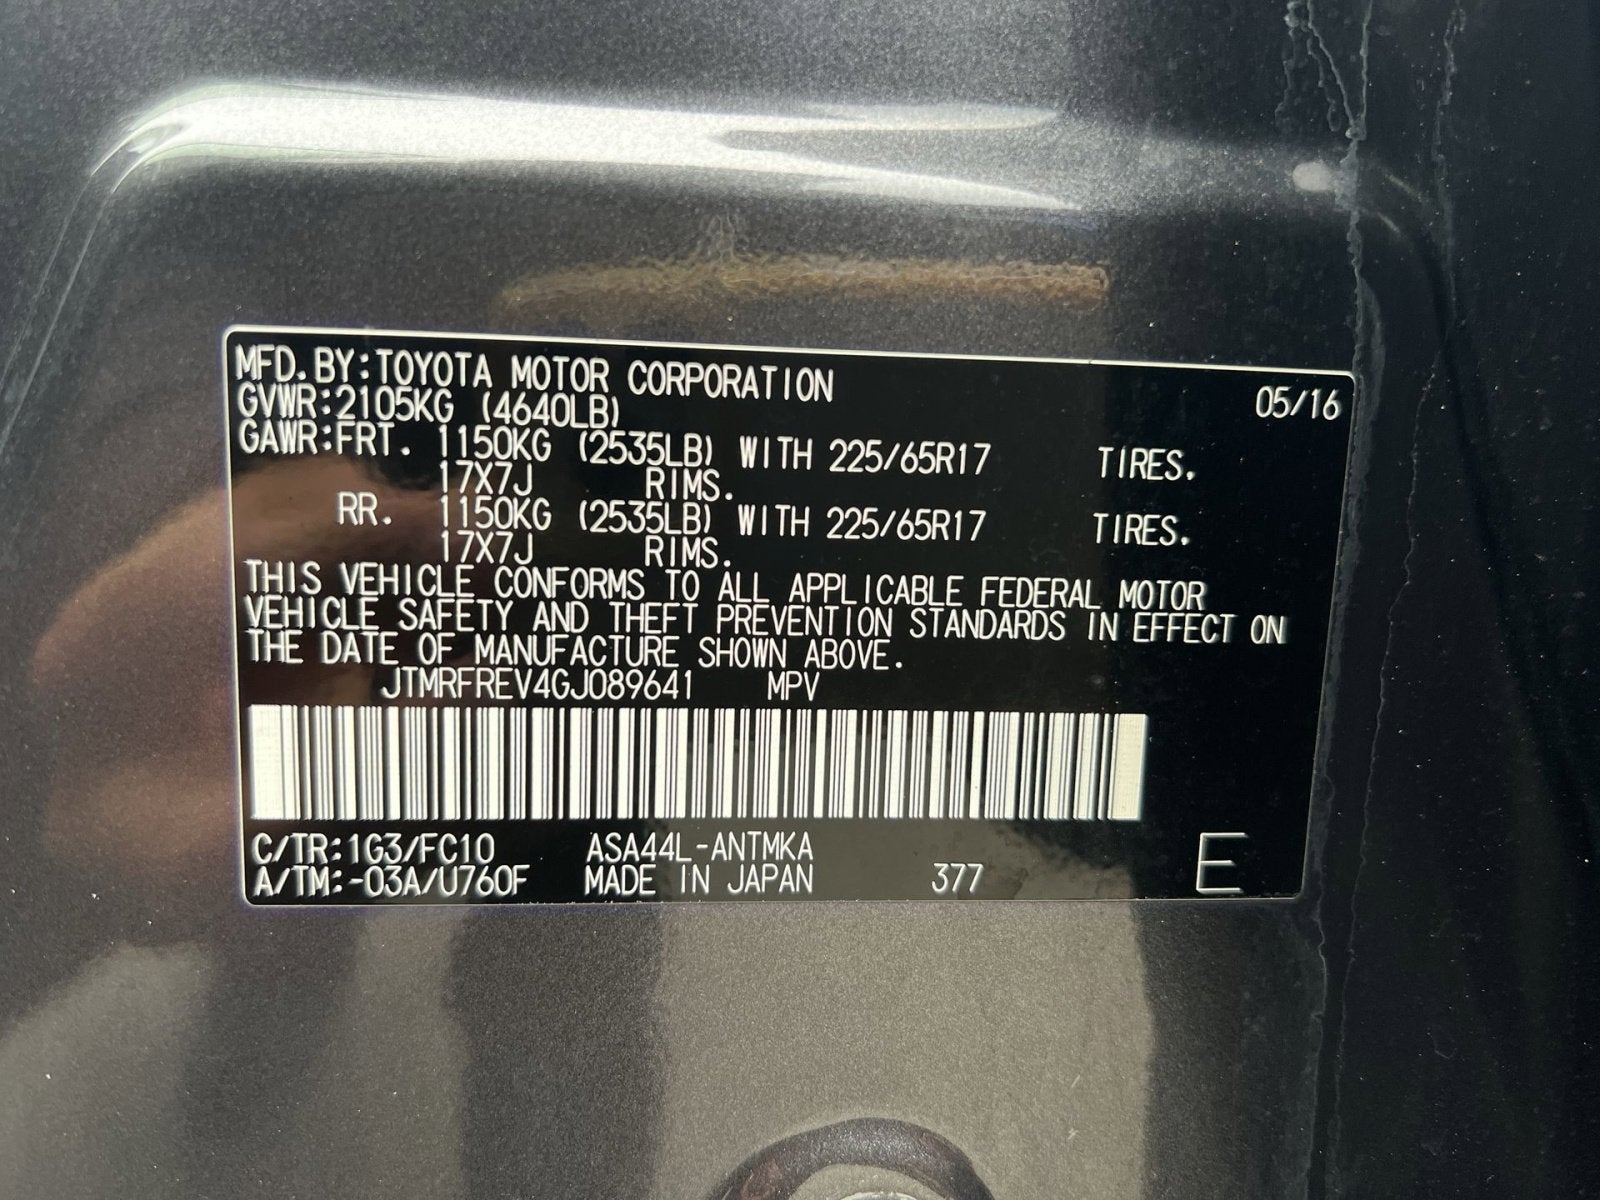 MFD. BY:TOYOTA MOTOR CORPORATION 05/16
GVWR:2105KG (4640LB)
GAWR:FRT. 1150KG (2535LB) WITH 225/65R17 TIRES.
17X7J RIMS.
RR. 1150KG (2535LB) WITH 225/65R17 TIRES.
17X7J RIMS.
THIS VEHICLE CONFORMS TO ALL APPLICABLE FEDERAL MOTOR
VEHICLE SAFETY AND THEFT PREVENTION STANDARDS IN EFFECT ON
THE DATE OF MANUFACTURE SHOWN ABOVE.
JTMRFREV4GJ089641 MPV
C/TR:1G3/FC10 ASA44L-ANTMKA
A/TM:-03A/U760F MADE IN JAPAN 377 E